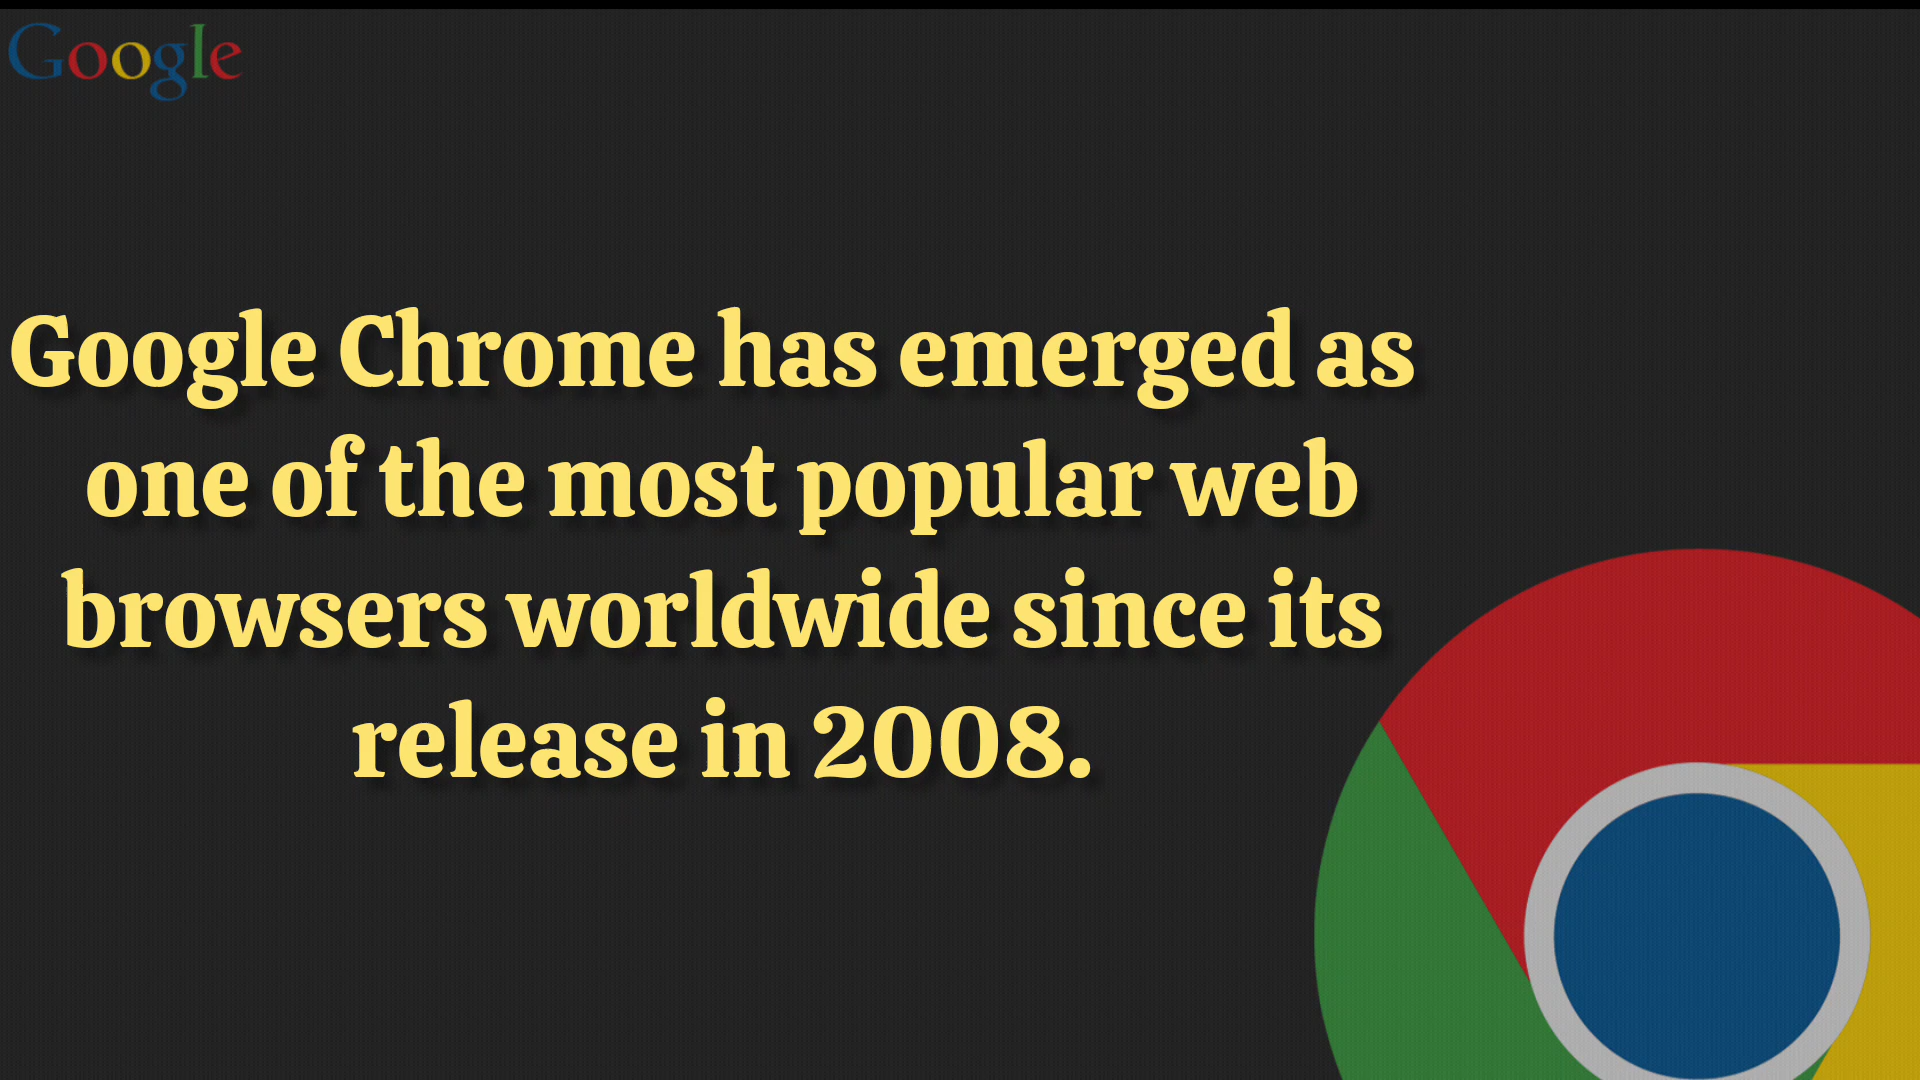 Google
Google Chrome has emerged as
one of the most popular web
browsers worldwide since its
release in 2008.